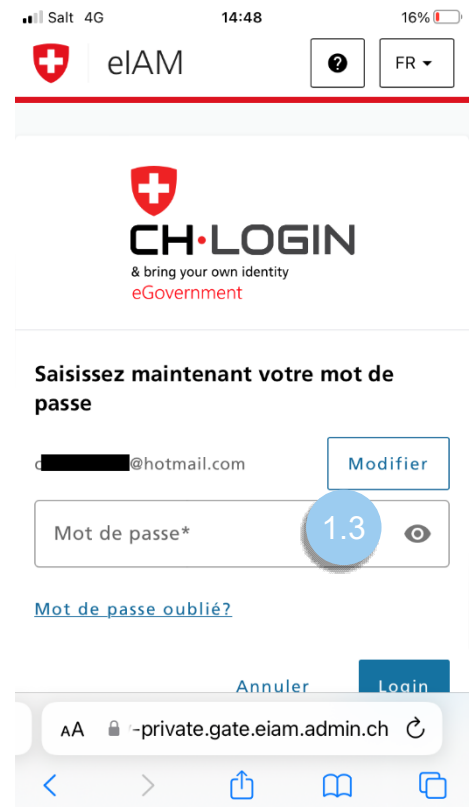 Salt 4G 14:48 16%
eIAM ? FR
CH·LOGIN
& bring your own identity
eGovernment
Saisissez maintenant votre mot de
passe
@hotmail.com Modifier
Mot de passe* 1.3
Mot de passe oublié?
Annuler Login
AA -private.gate.eiam.admin.ch